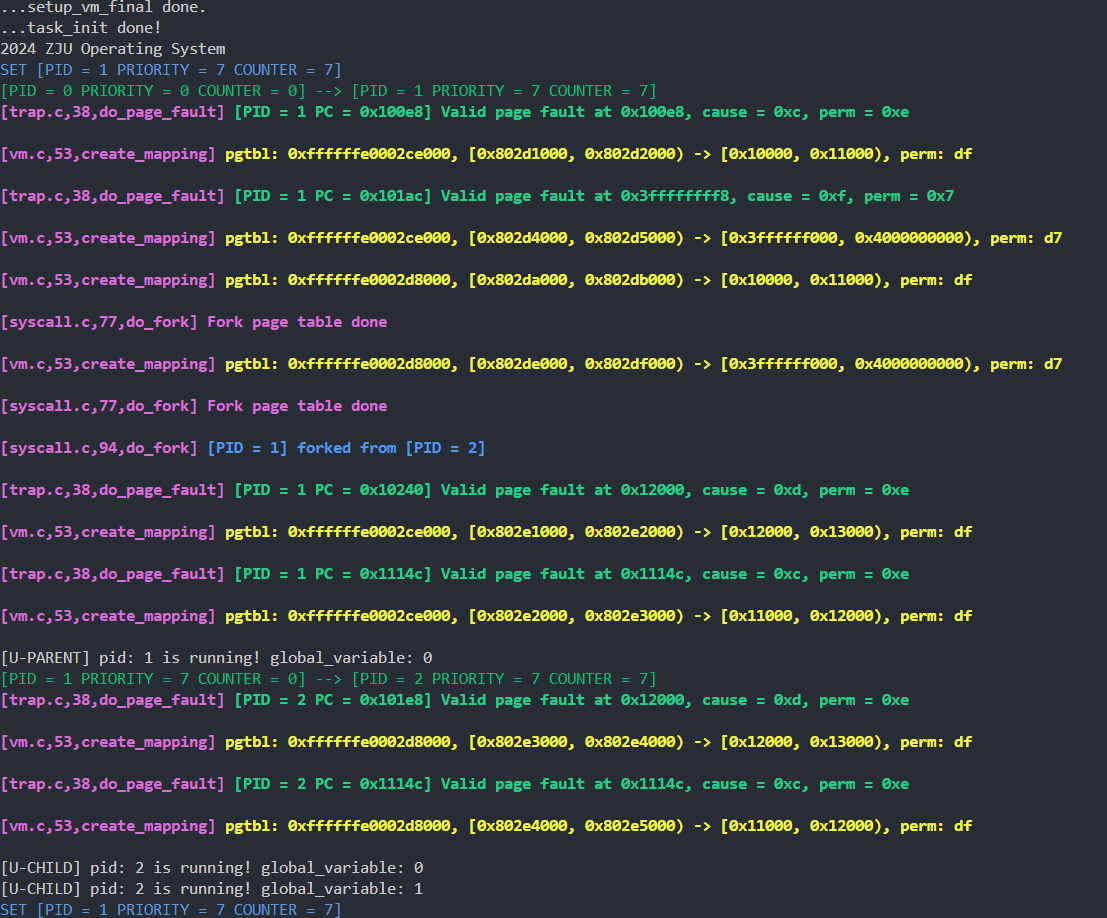 ...setup_vm_final done.
...task_init done!
2024 ZJU Operating System
SET [PID = 1 PRIORITY = 7 COUNTER = 7]
[PID = 0 PRIORITY = 0 COUNTER = 0] --> [PID = 1 PRIORITY = 7 COUNTER = 7]
[trap.c,38,do_page_fault] [PID = 1 PC = 0x100e8] Valid page fault at 0x100e8, cause = 0xc, perm = 0xe
[vm.c,53,create_mapping] pgtbl: 0xffffffe0002ce000, [0x802d1000, 0x802d2000) -> [0x10000, 0x11000), perm: df
[trap.c,38,do_page_fault] [PID = 1 PC = 0x101ac] Valid page fault at 0x3ffffffff8, cause = 0xf, perm = 0x7
[vm.c,53,create_mapping] pgtbl: 0xffffffe0002ce000, [0x802d4000, 0x802d5000) -> [0x3ffffff000, 0x4000000000), perm: d7
[vm.c,53,create_mapping] pgtbl: 0xffffffe0002d8000, [0x802da000, 0x802db000) -> [0x10000, 0x11000), perm: df
[syscall.c,77,do_fork] Fork page table done
[vm.c,53,create_mapping] pgtbl: 0xffffffe0002d8000, [0x802de000, 0x802df000) -> [0x3ffffff000, 0x4000000000), perm: d7
[syscall.c,77,do_fork] Fork page table done
[syscall.c,94,do_fork] [PID = 1] forked from [PID = 2]
[trap.c,38,do_page_fault] [PID = 1 PC = 0x10240] Valid page fault at 0x12000, cause = 0xd, perm = 0xe
[vm.c,53,create_mapping] pgtbl: 0xffffffe0002ce000, [0x802e1000, 0x802e2000) -> [0x12000, 0x13000), perm: df
[trap.c,38,do_page_fault] [PID = 1 PC = 0x1114c] Valid page fault at 0x1114c, cause = 0xc, perm = 0xe
[vm.c,53,create_mapping] pgtbl: 0xffffffe0002ce000, [0x802e2000, 0x802e3000) -> [0x11000, 0x12000), perm: df
[U-PARENT] pid: 1 is running! global_variable: 0
[PID = 1 PRIORITY = 7 COUNTER = 0] --> [PID = 2 PRIORITY = 7 COUNTER = 7]
[trap.c,38,do_page_fault] [PID = 2 PC = 0x101e8] Valid page fault at 0x12000, cause = 0xd, perm = 0xe
[vm.c,53,create_mapping] pgtbl: 0xffffffe0002d8000, [0x802e3000, 0x802e4000) -> [0x12000, 0x13000), perm: df
[trap.c,38,do_page_fault] [PID = 2 PC = 0x1114c] Valid page fault at 0x1114c, cause = 0xc, perm = 0xe
[vm.c,53,create_mapping] pgtbl: 0xffffffe0002d8000, [0x802e4000, 0x802e5000) -> [0x11000, 0x12000), perm: df
[U-CHILD] pid: 2 is running! global_variable: 0
[U-CHILD] pid: 2 is running! global_variable: 1
SET [PID = 1 PRIORITY = 7 COUNTER = 7]